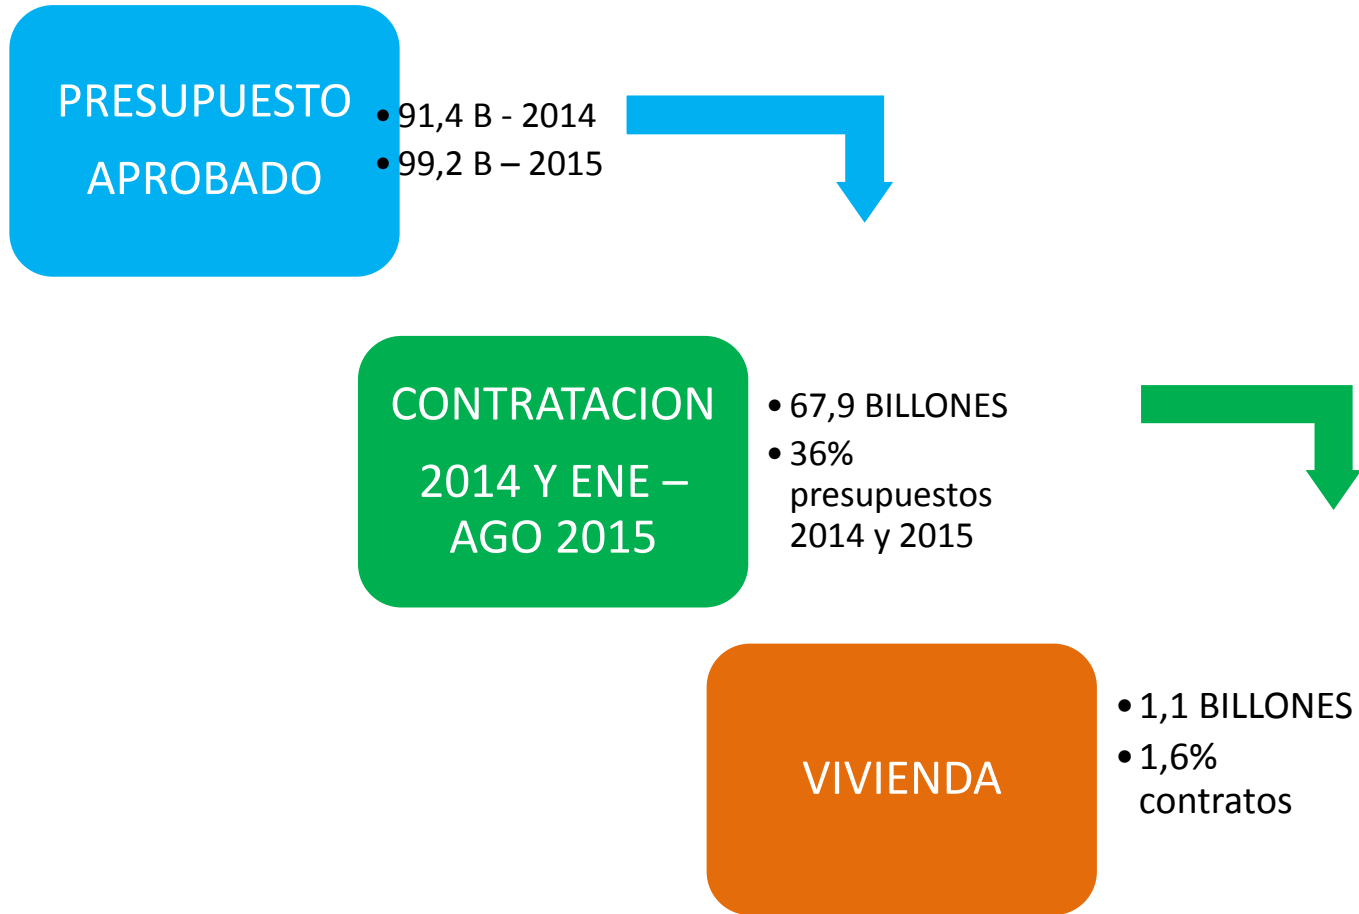 PRESUPUESTO
APROBADO
• 91,4 B - 2014
• 99,2 B – 2015
CONTRATACION
2014 Y ENE –
AGO 2015
• 67,9 BILLONES
• 36%
presupuestos
2014 y 2015
VIVIENDA
• 1,1 BILLONES
• 1,6%
contratos